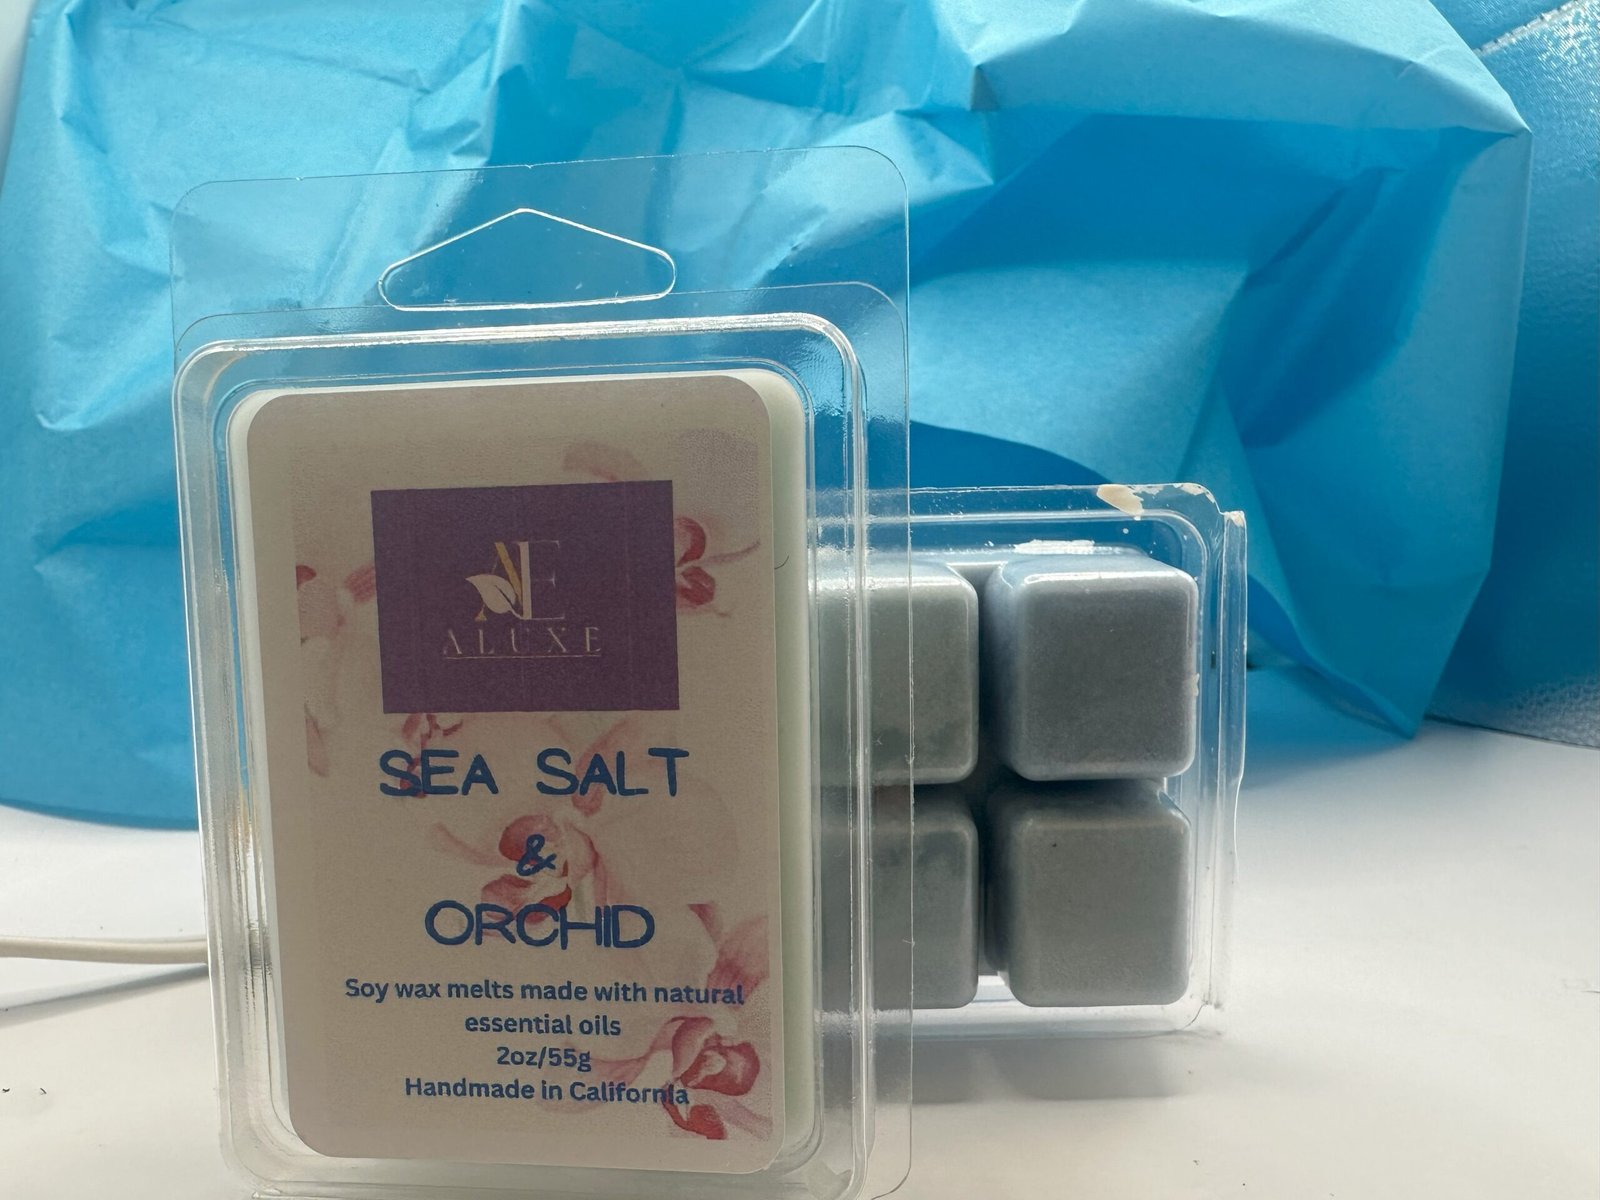 AE
ALUXE
SEA SALT
&
ORCHID
Soy wax melts made with natural
essential oils
2oz/55g
Handmade in California